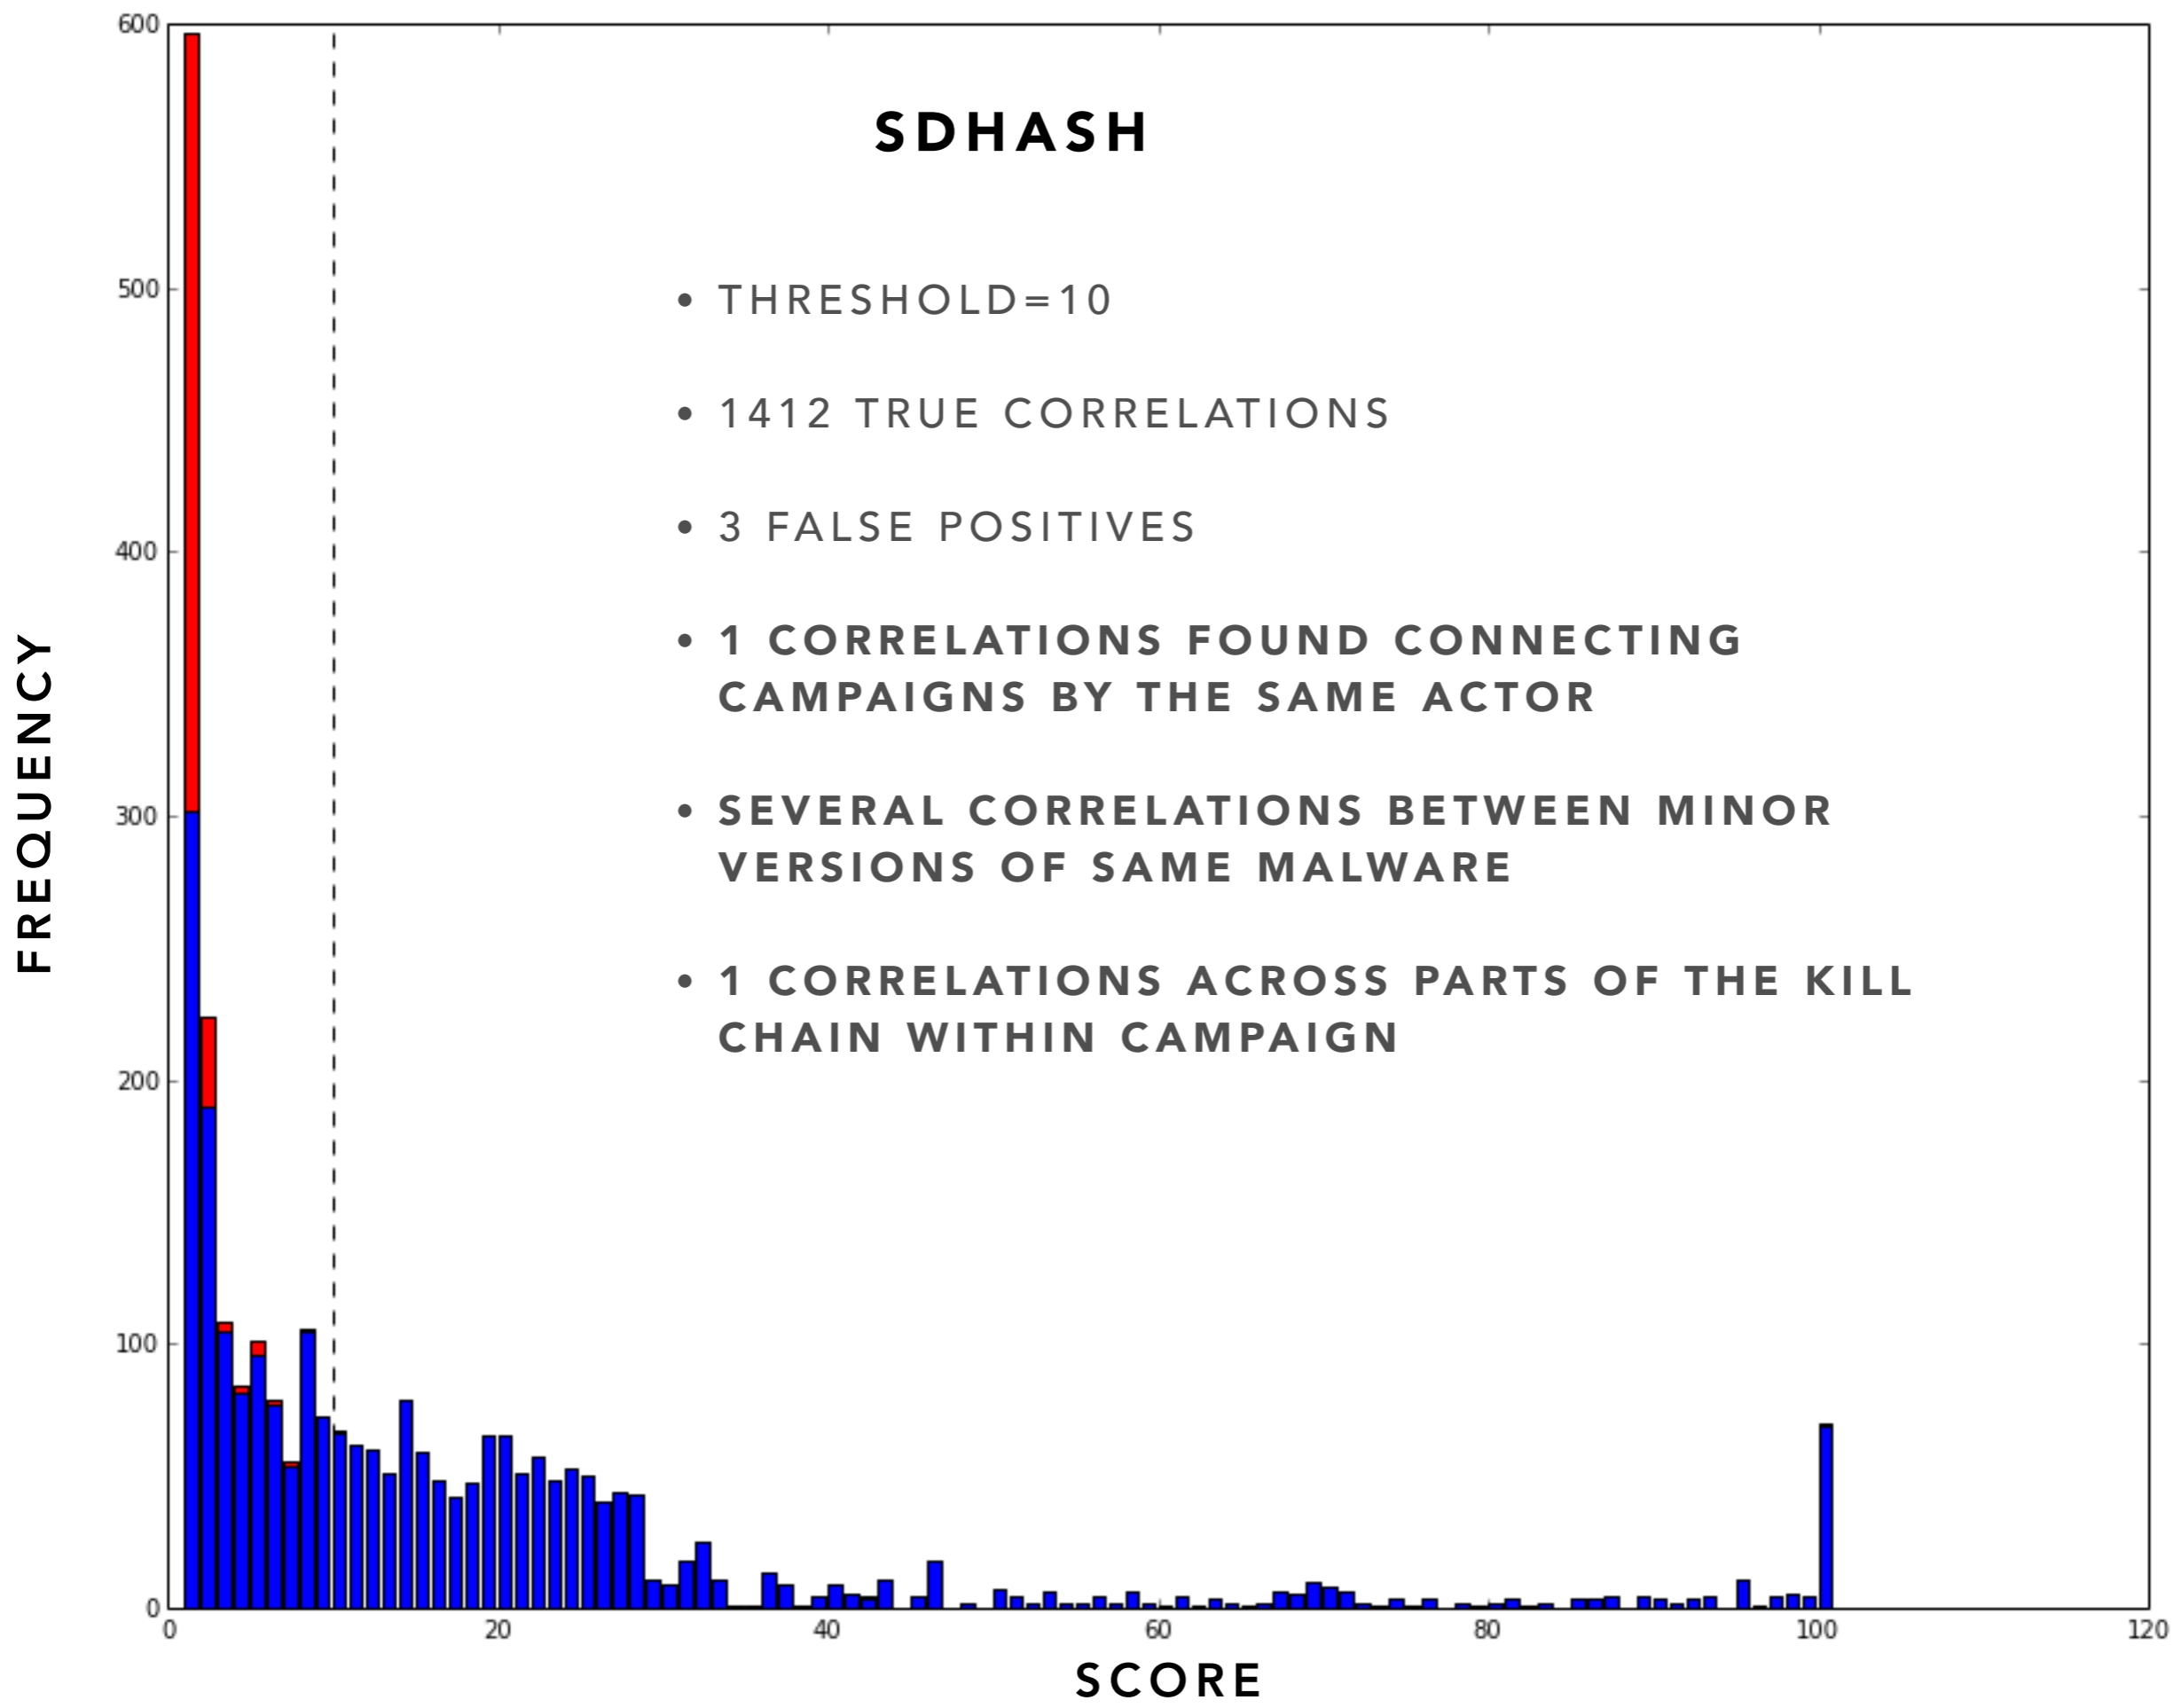 SDHASH
• THRESHOLD=10
• 1412 TRUE CORRELATIONS
• 3 FALSE POSITIVES
• 1 CORRELATIONS FOUND CONNECTING
CAMPAIGNS BY THE SAME ACTOR
• SEVERAL CORRELATIONS BETWEEN MINOR
VERSIONS OF SAME MALWARE
• 1 CORRELATIONS ACROSS PARTS OF THE KILL
CHAIN WITHIN CAMPAIGN
FREQUENCY
600
500
400
300
200
100
0
0 20 40 60 80 100 120
SCORE